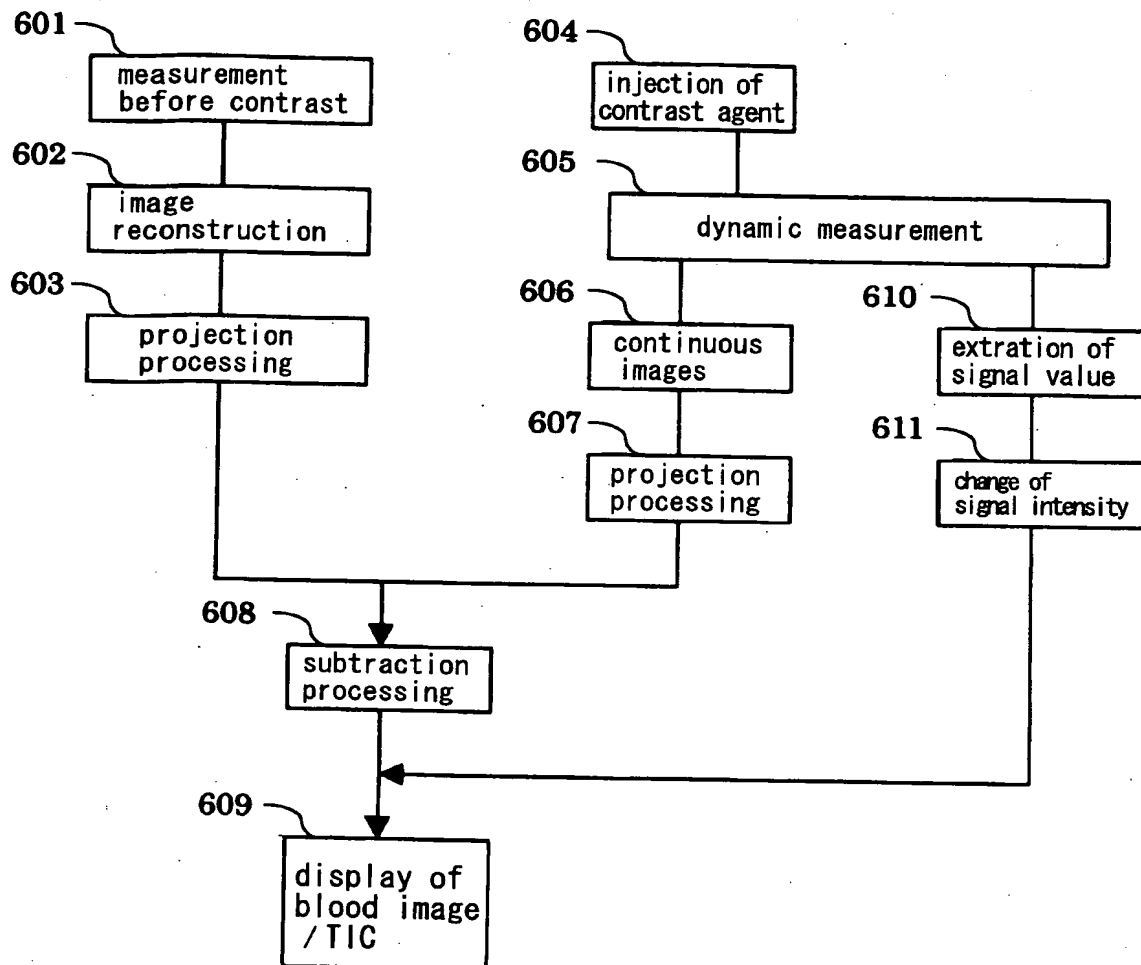 601
measurement
before contrast
602
image
reconstruction
603
projection
processing
604
injection of
contrast agent
605
dynamic measurement
606
continuous
images
607
projection
processing
610
extration of
signal value
611
change of
signal intensity
608
subtraction
processing
609
display of
blood image
/TIC